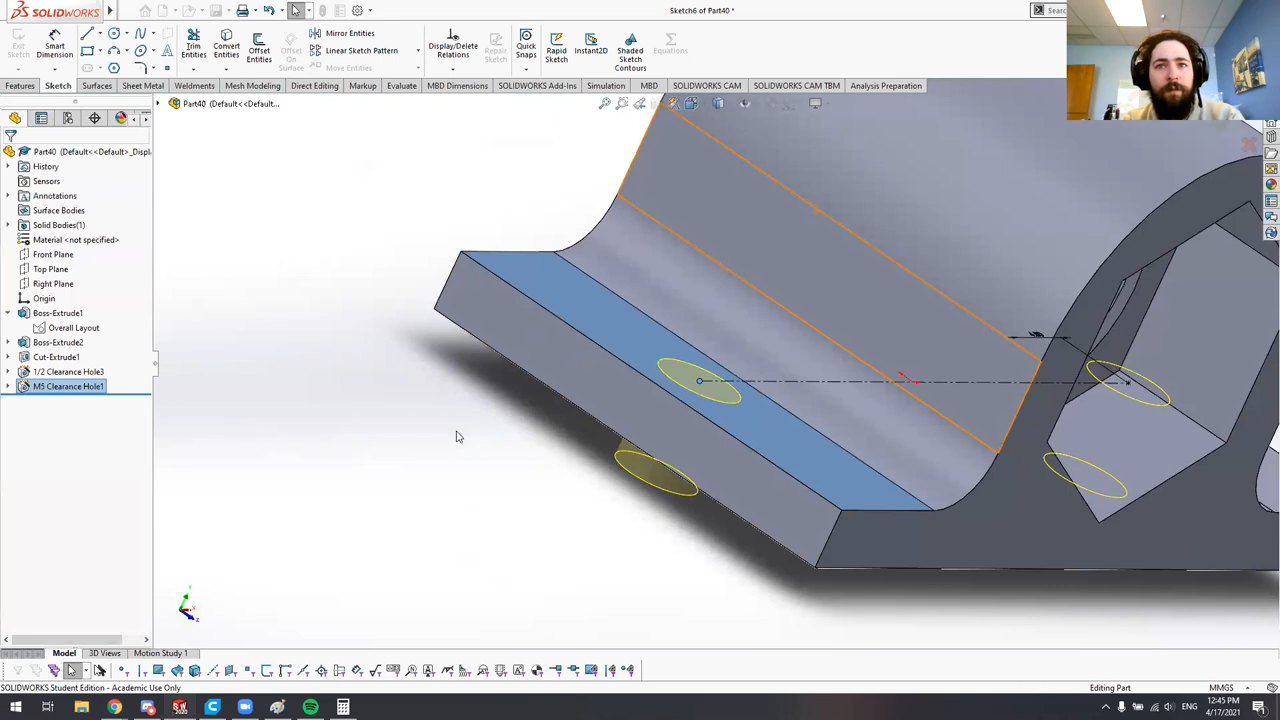 SOLIDWORKS
Sketch6 of Part40 *
Sear
Exit Sketch
Smart Dimension
Trim Entities
Convert Entities
Offset Entities
Offset On Surface
Mirror Entities
Linear Sketch Pattern
Move Entities
Display/Delete Relations
Repair Sketch
Quick Snaps
Rapid Sketch
Instant2D
Shaded Sketch Contours
Equations
Features
Sketch
Surfaces
Sheet Metal
Weldments
Mesh Modeling
Direct Editing
Markup
Evaluate
MBD Dimensions
SOLIDWORKS Add-Ins
Simulation
MBD
SOLIDWORKS CAM
SOLIDWORKS CAM TBM
Analysis Preparation
Part40 (Default<<Default...
Part40 (Default<<Default>_Displ
History
Sensors
Annotations
Surface Bodies
Solid Bodies(1)
Material <not specified>
Front Plane
Top Plane
Right Plane
Origin
Boss-Extrude1
Overall Layout
Boss-Extrude2
Cut-Extrude1
1/2 Clearance Hole3
M5 Clearance Hole1
Model
3D Views
Motion Study 1
SOLIDWORKS Student Edition - Academic Use Only
Editing Part
MMGS
12:45 PM
4/17/2021